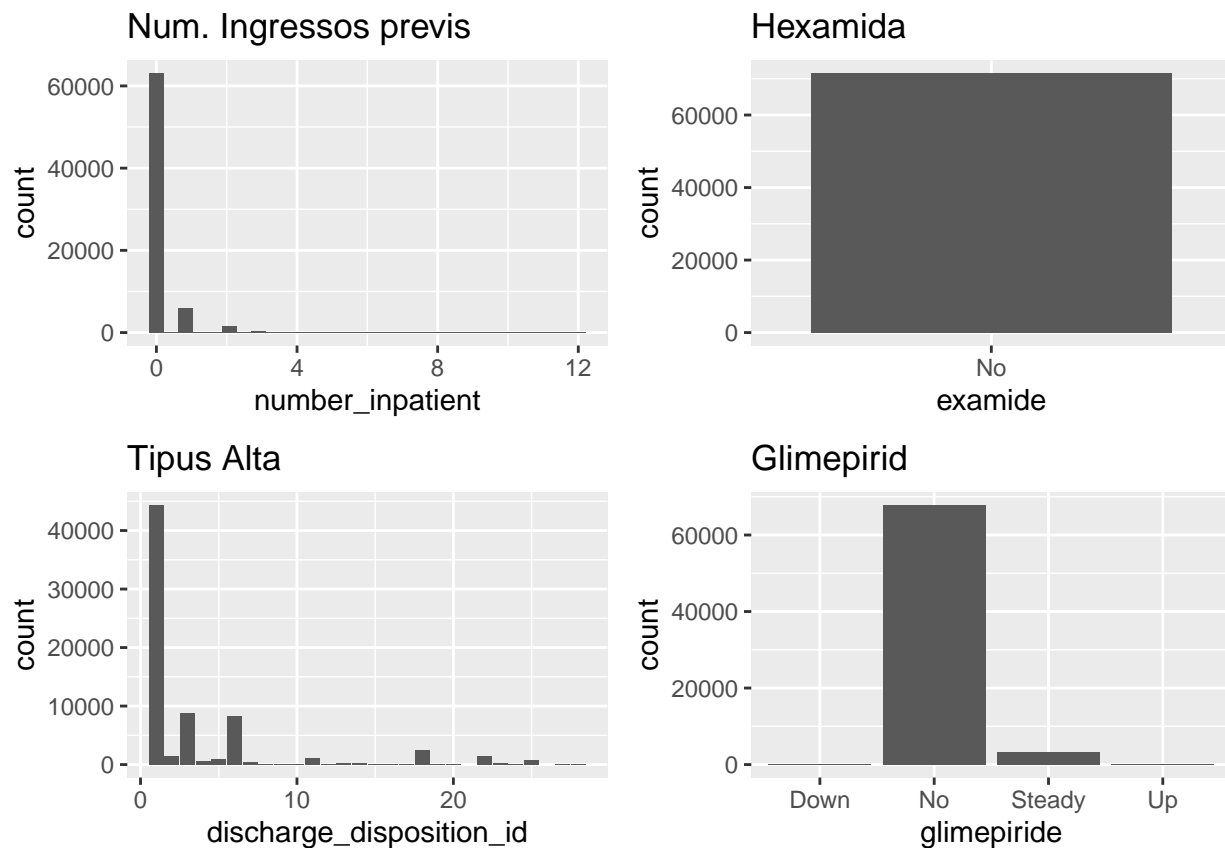 Num. Ingressos previs
count
60000
40000
20000
0
0 4 8 12
number_inpatient
Hexamida
count
60000
40000
20000
0
No
examide
Tipus Alta
count
40000
30000
20000
10000
0
0 10 20
discharge_disposition_id
Glimepirid
count
60000
40000
20000
0
Down No Steady Up
glimepiride